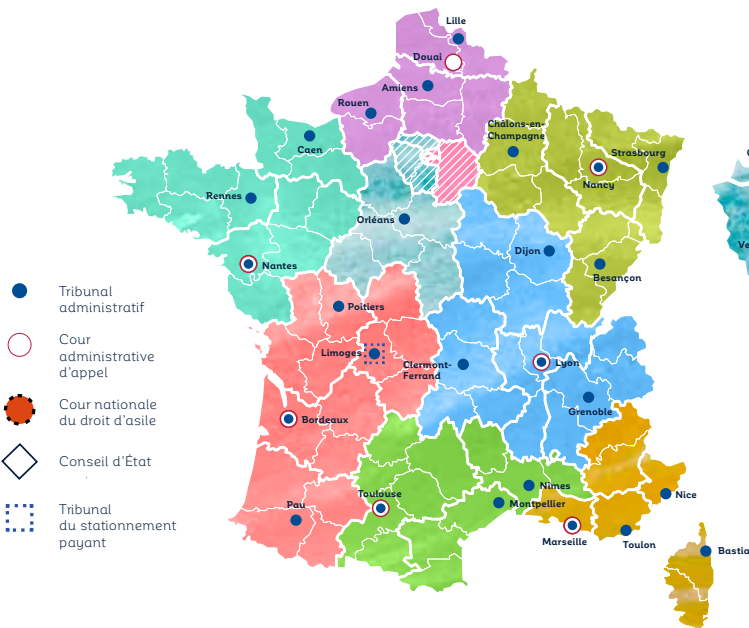 Lille
Douai
Amiens
Rouen
Châlons-en-
Champagne
Caen
Strasbourg
Nancy
Rennes
Orléans
Nantes
Dijon
Besançon
Tribunal
administratif
Poitiers
Cour
administrative
d'appel
Limoges
Clermont-
Ferrand
Lyon
Grenoble
Cour nationale
du droit d'asile
Bordeaux
Conseil d'État
Tribunal
du stationnement
payant
Toulouse
Nîmes
Nice
Pau
Montpellier
Marseille
Toulon
Bastia
Ve